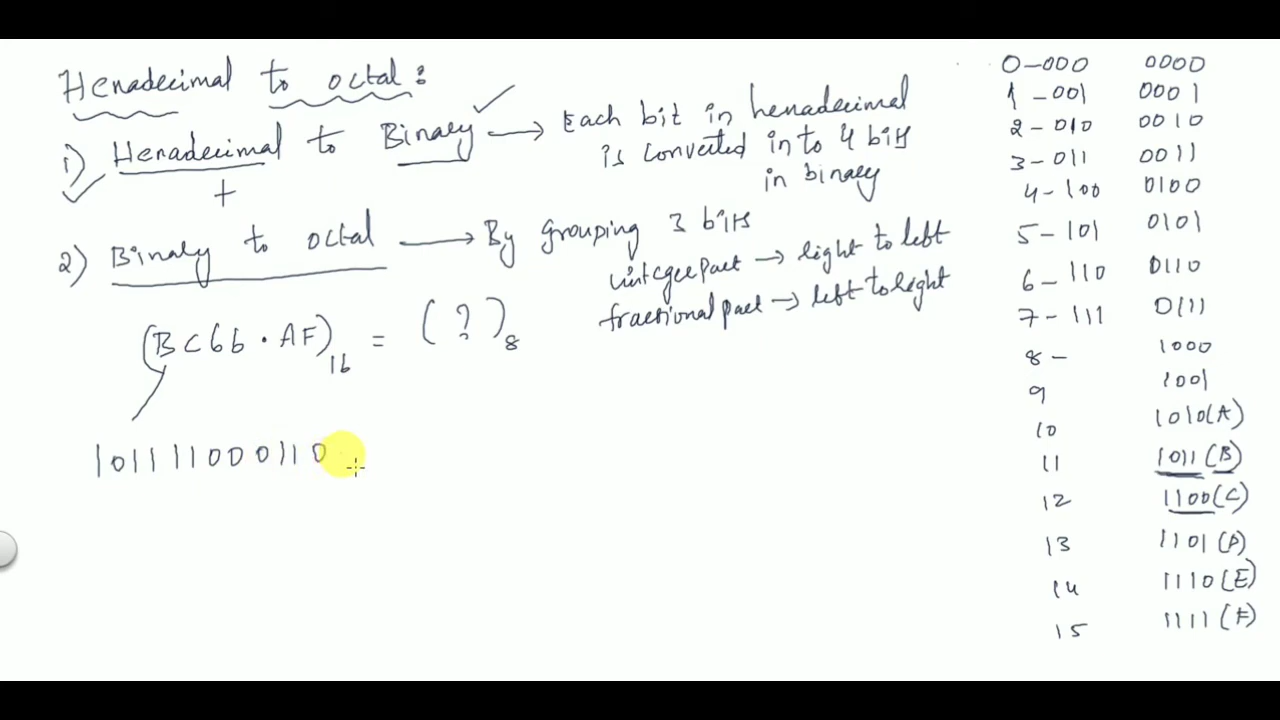 Hexadecimal to octal:
1) Hexadecimal to Binary → Each bit in hexadecimal
is converted in to 4 bits
in binary
+
2) Binary to octal → By grouping 3 bits
integer part → right to left
fractional part → left to right
(BC66.AF)16 = (?)8
101111000110
0-000 0000
1-001 0001
2-010 0010
3-011 0011
4-100 0100
5-101 0101
6-110 0110
7-111 0111
8- 1000
9 1001
10 1010(A)
11 1011(B)
12 1100(C)
13 1101(D)
14 1110(E)
15 1111(F)